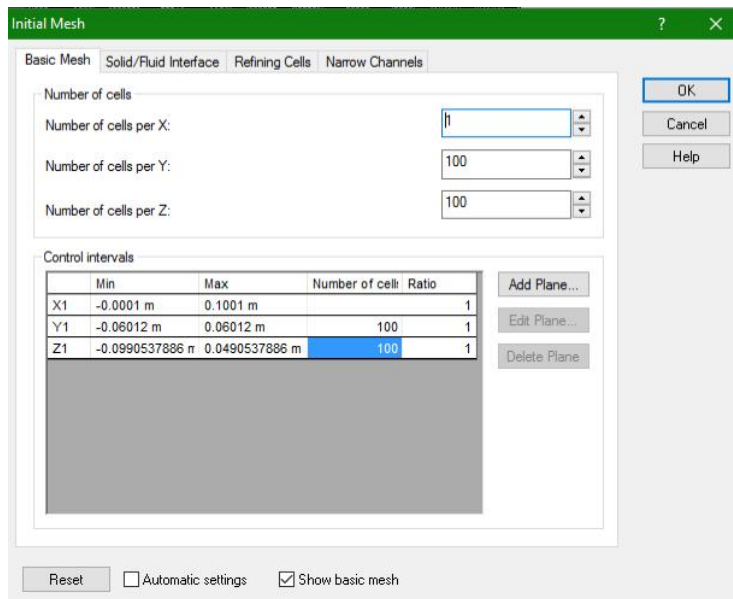 Initial Mesh
Basic Mesh Solid/Fluid Interface Refining Cells Narrow Channels
OK
Cancel
Help
Number of cells
Number of cells per X: 1
Number of cells per Y: 100
Number of cells per Z: 100
Control intervals
Min Max Number of cell Ratio
X1 -0.0001 m 0.1001 m 1
Y1 -0.06012 m 0.06012 m 100 1
Z1 -0.0990537886 m 0.0490537886 m 100 1
Add Plane...
Edit Plane...
Delete Plane
Reset Automatic settings Show basic mesh